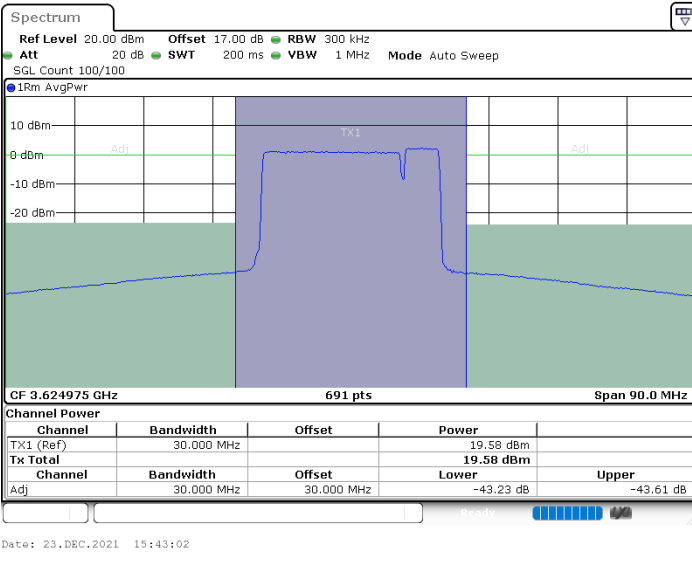 Spectrum
Ref Level 20.00 dBm Offset 17.00 dB RBW 300 kHz
Att 20 dB SWT 200 ms VBW 1 MHz Mode Auto Sweep
SGL Count 100/100
1Rm AvgPwr
10 dBm
TX1
Adj Adj
0 dBm
-10 dBm
-20 dBm
CF 3.624975 GHz 691 pts Span 90.0 MHz
Channel Power
Channel Bandwidth Offset Power
TX1 (Ref) 30.000 MHz 19.58 dBm
Tx Total 19.58 dBm
Channel Bandwidth Offset Lower Upper
Adj 30.000 MHz 30.000 MHz -43.23 dB -43.61 dB
Ready
Date: 23.DEC.2021 15:43:02